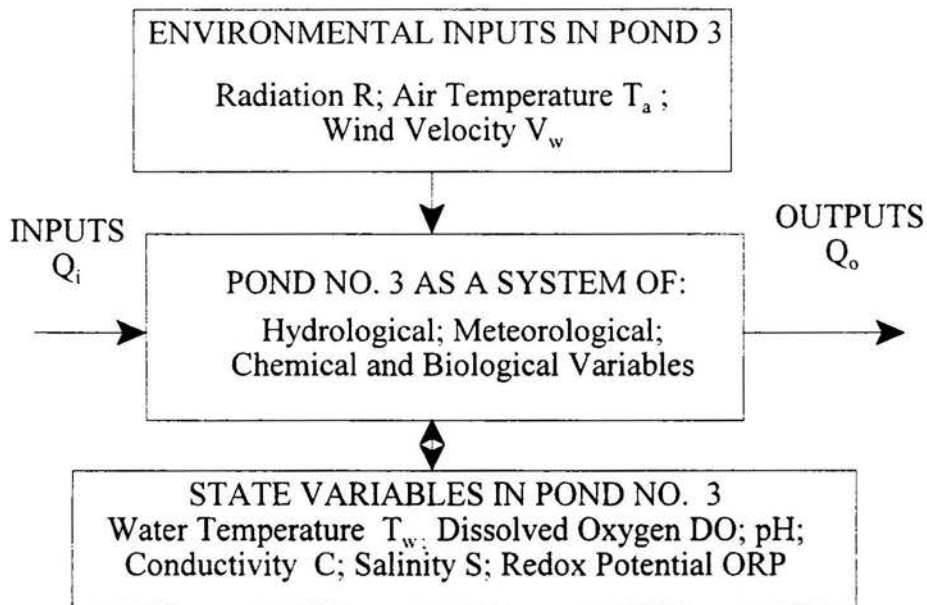 ENVIRONMENTAL INPUTS IN POND 3
Radiation R; Air Temperature Tₐ ;
Wind Velocity V_w
INPUTS
Qᵢ
OUTPUTS
Qₒ
POND NO. 3 AS A SYSTEM OF:
Hydrological; Meteorological;
Chemical and Biological Variables
STATE VARIABLES IN POND NO. 3
Water Temperature T_w; Dissolved Oxygen DO; pH;
Conductivity C; Salinity S; Redox Potential ORP